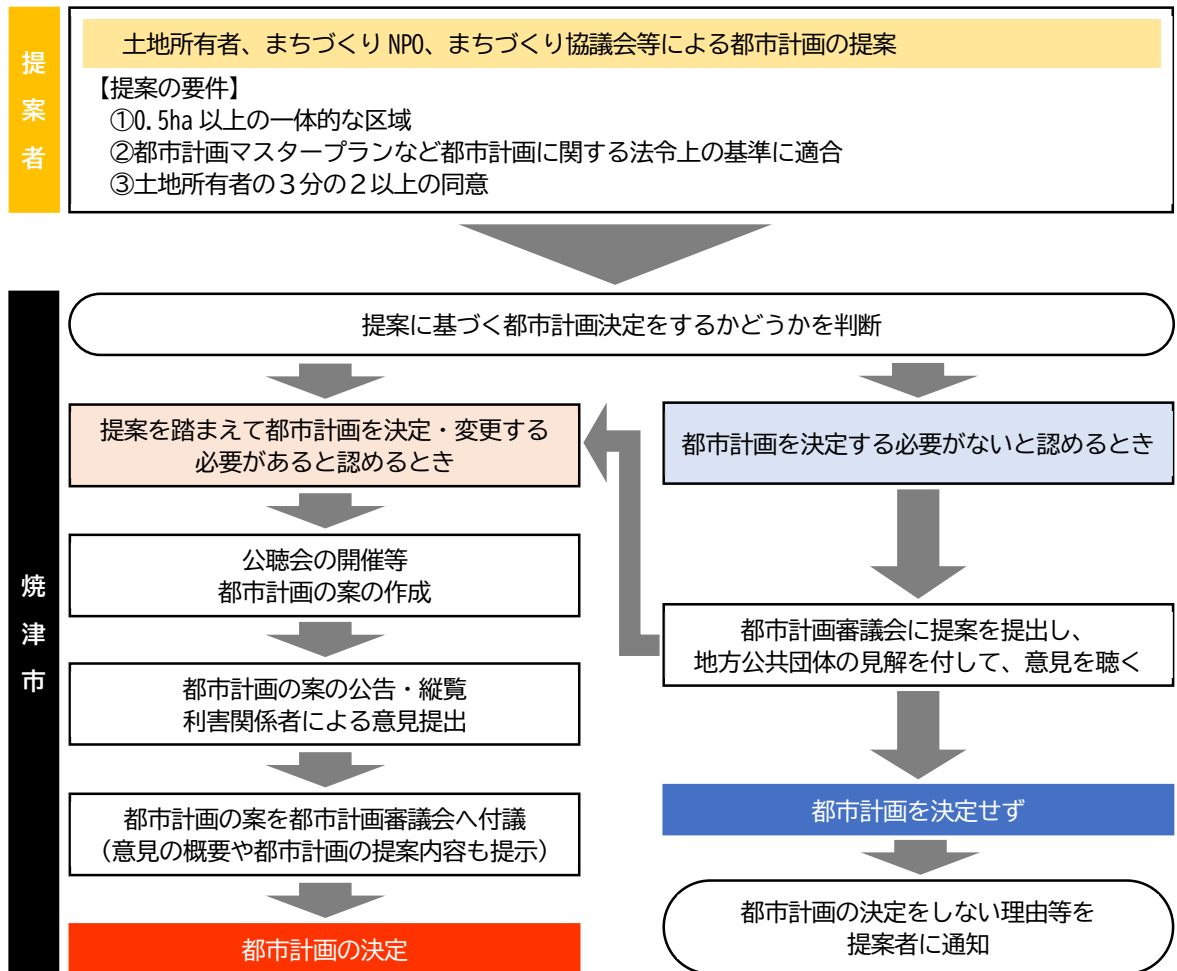 提案者
土地所有者、まちづくりNPO、まちづくり協議会等による都市計画の提案
【提案の要件】
①0.5ha以上の一体的な区域
②都市計画マスタープランなど都市計画に関する法令上の基準に適合
③土地所有者の３分の２以上の同意
焼津市
提案に基づく都市計画決定をするかどうかを判断
提案を踏まえて都市計画を決定・変更する
必要があると認めるとき
公聴会の開催等
都市計画の案の作成
都市計画の案の公告・縦覧
利害関係者による意見提出
都市計画の案を都市計画審議会へ付議
（意見の概要や都市計画の提案内容も提示）
都市計画の決定
都市計画を決定する必要がないと認めるとき
都市計画審議会に提案を提出し、
地方公共団体の見解を付して、意見を聴く
都市計画を決定せず
都市計画の決定をしない理由等を
提案者に通知